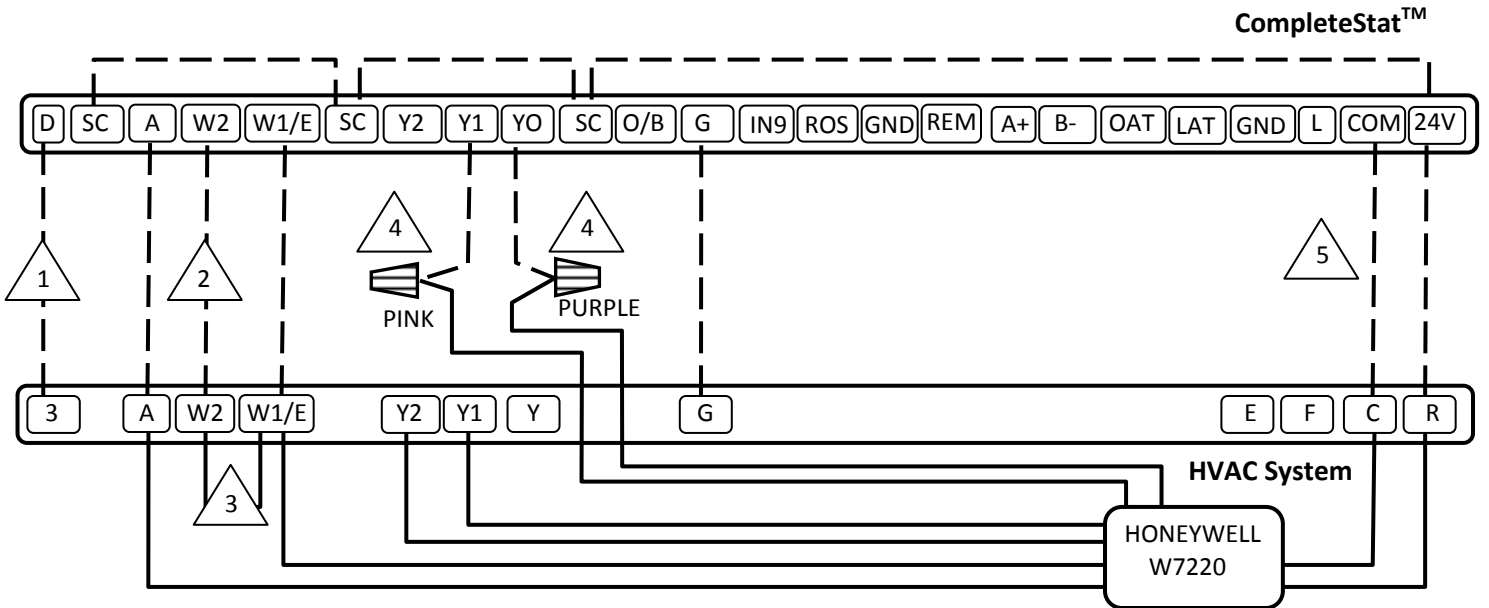 CompleteStat™
D SC A W2 W1/E SC Y2 Y1 YO SC O/B G IN9 ROS GND REM A+ B- OAT LAT GND L COM 24V
1 2 4 4 5
PINK PURPLE
3 A W2 W1/E Y2 Y1 Y G E F C R
HVAC System
3
HONEYWELL
W7220